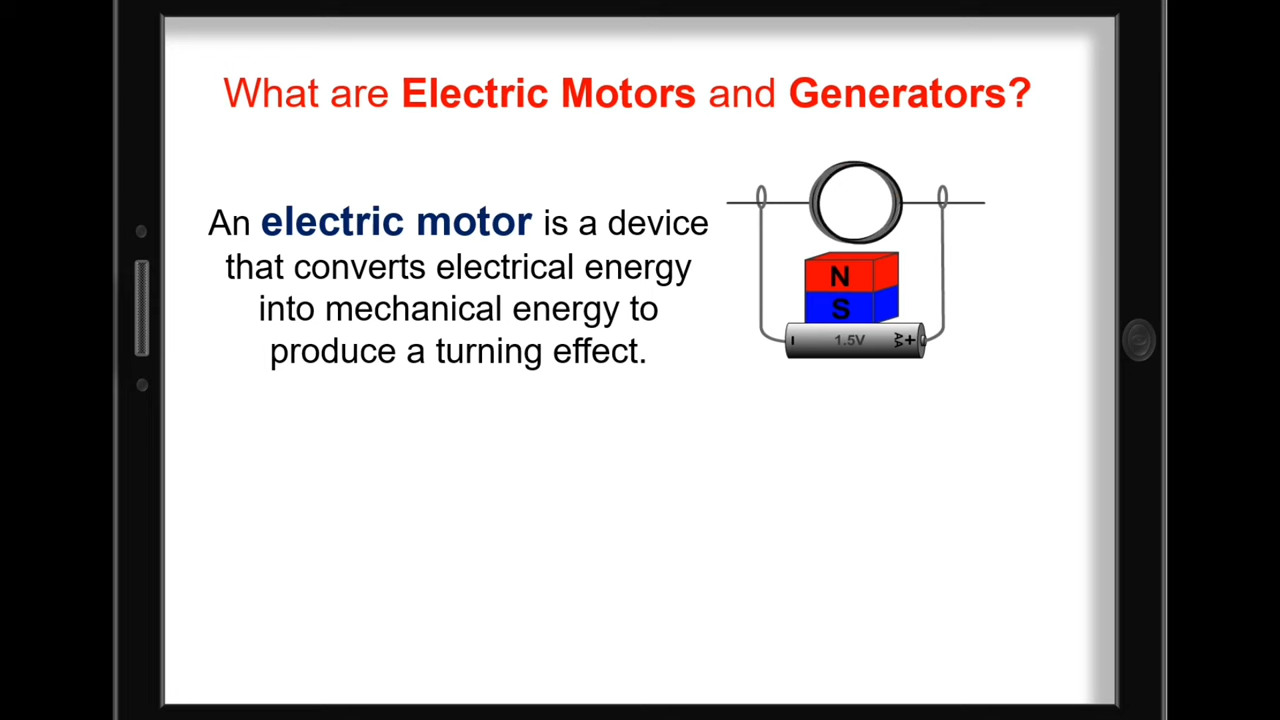 What are Electric Motors and Generators?
An electric motor is a device
that converts electrical energy
into mechanical energy to
produce a turning effect.
N
S
1.5V AA +